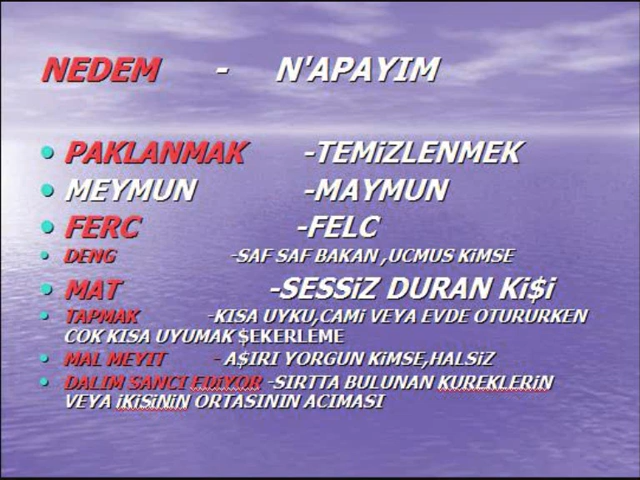 NEDEM - N'APAYIM
• PAKLANMAK -TEMiZLENMEK
• MEYMUN -MAYMUN
• FERC -FELC
• DENG -SAF SAF BAKAN ,UCMUS KiMSE
• MAT -SESSiZ DURAN Ki$i
• TAPMAK -KISA UYKU,CAMi VEYA EVDE OTURURKEN
COK KISA UYUMAK $EKERLEME
• MAL MEYIT - A$IRI YORGUN KiMSE,HALSiZ
• DALIM SANCI EDiYOR -SIRTTA BULUNAN KUREKLERiN
VEYA iKiSiNiN ORTASININ ACIMASI